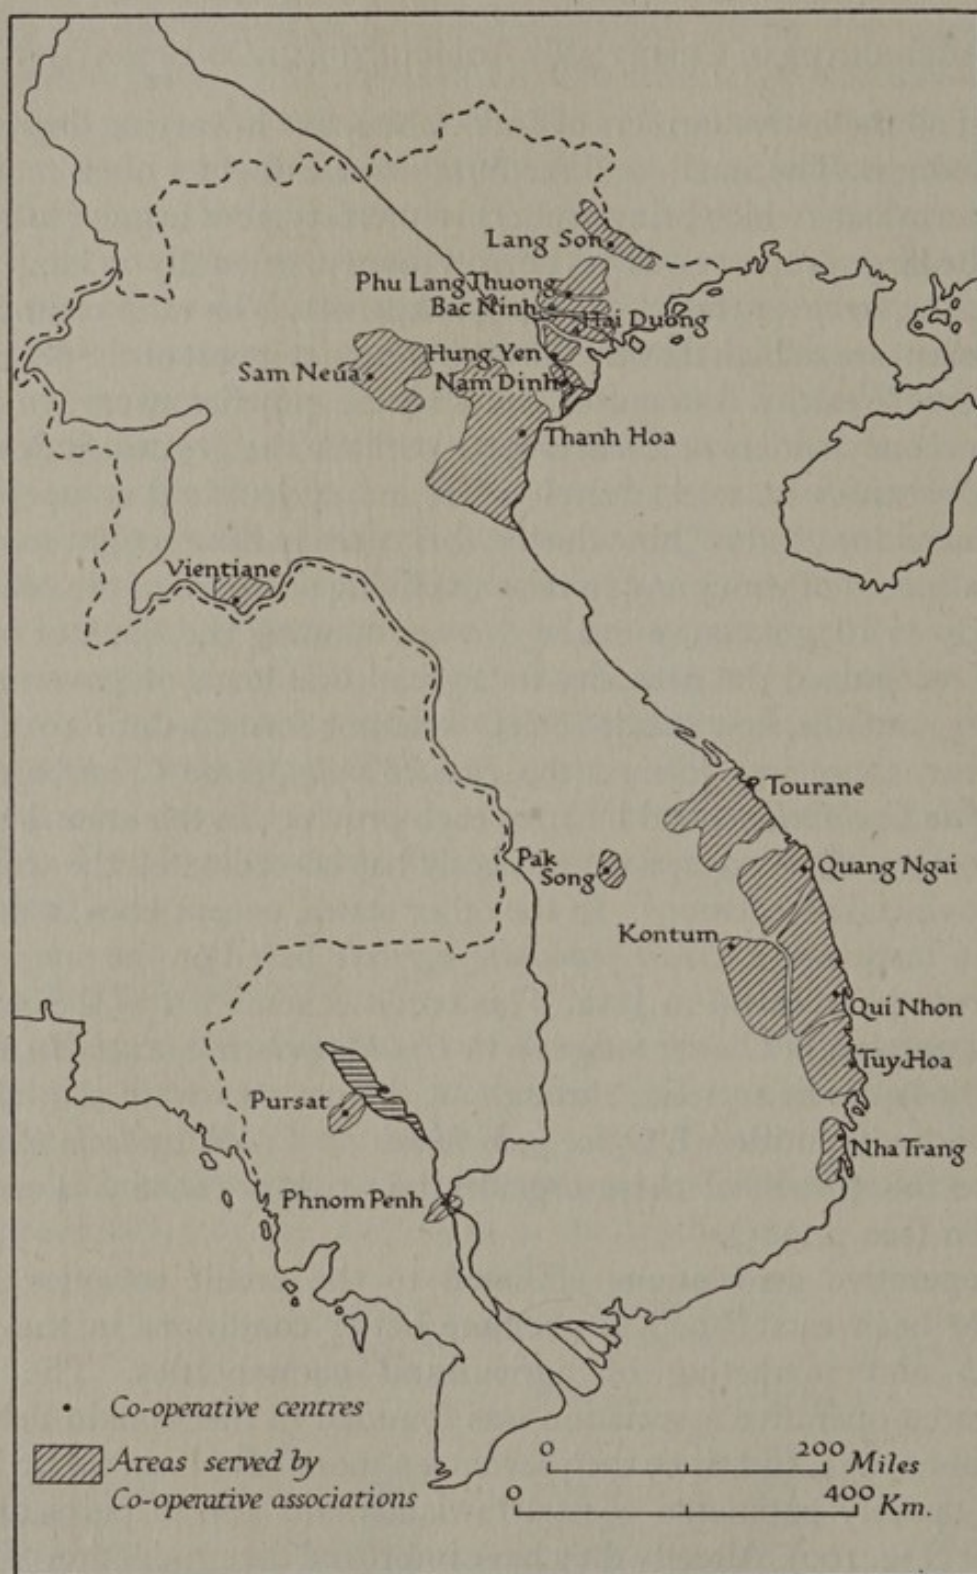 Lang Son
Phu Lang Thuong
Bac Ninh
Hai Duong
Hung Yen
Sam Neúa
Nam Dinh
Thanh Hoa
Vientiane
Tourane
Pak
Song
Quang Ngai
Kontum
Qui Nhon
Tuy Hoa
Pursat
Nha Trang
Phnom Penh
Co-operative centres
Areas served by
Co-operative associations
0 200 Miles
0 400 Km.